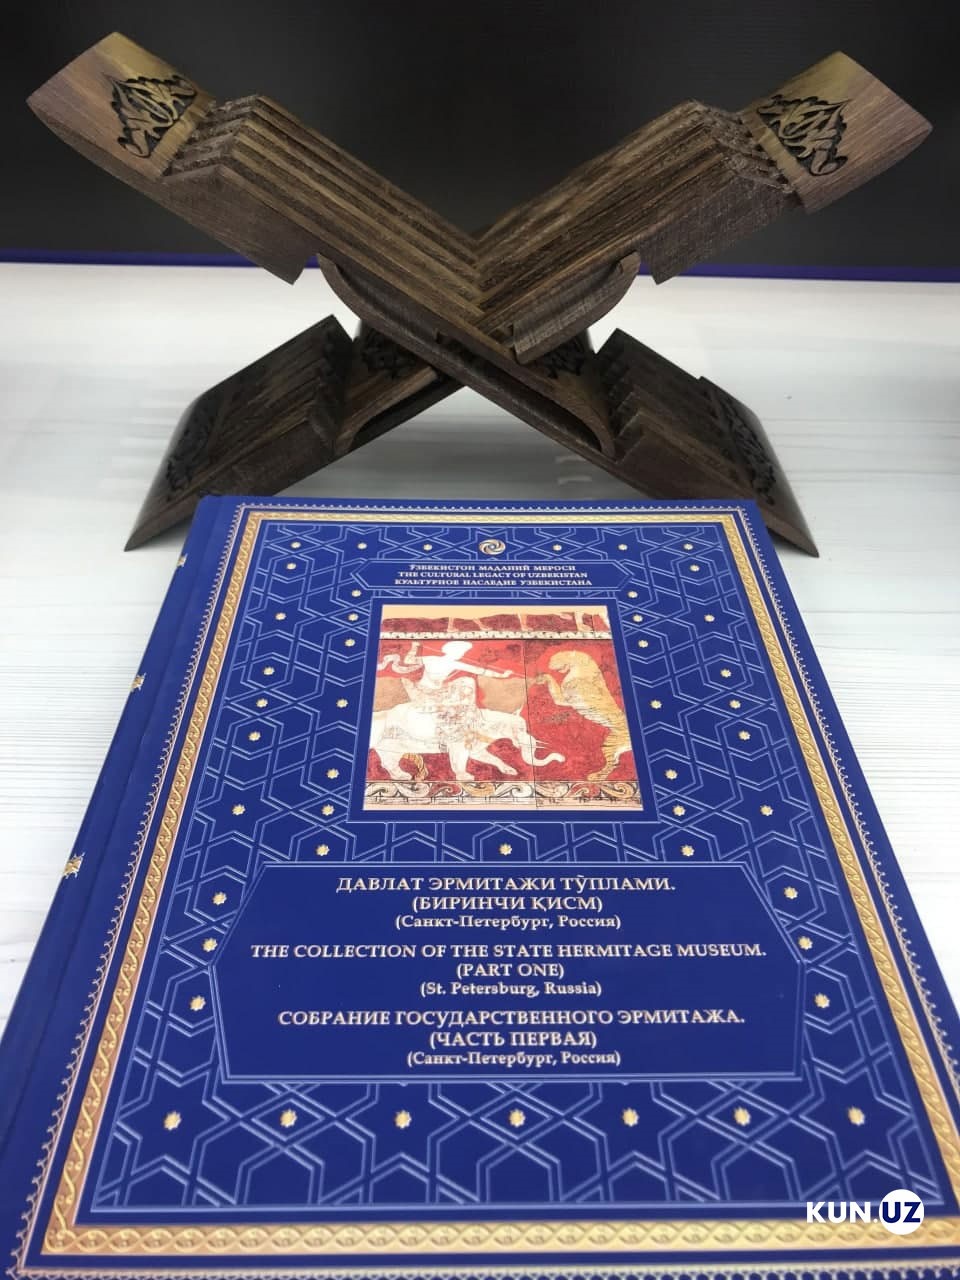 ЎЗБЕКИСТОН МАДАНИЙ МЕРОСИ
THE CULTURAL LEGACY OF UZBEKISTAN
КУЛЬТУРНОЕ НАСЛЕДИЕ УЗБЕКИСТАНА
ДАВЛАТ ЭРМИТАЖИ ТЎПЛАМИ.
(БИРИНЧИ ҚИСМ)
(Санкт-Петербург, Россия)
THE COLLECTION OF THE STATE HERMITAGE MUSEUM.
(PART ONE)
(St. Petersburg, Russia)
СОБРАНИЕ ГОСУДАРСТВЕННОГО ЭРМИТАЖА.
(ЧАСТЬ ПЕРВАЯ)
(Санкт-Петербург, Россия)
KUN.UZ